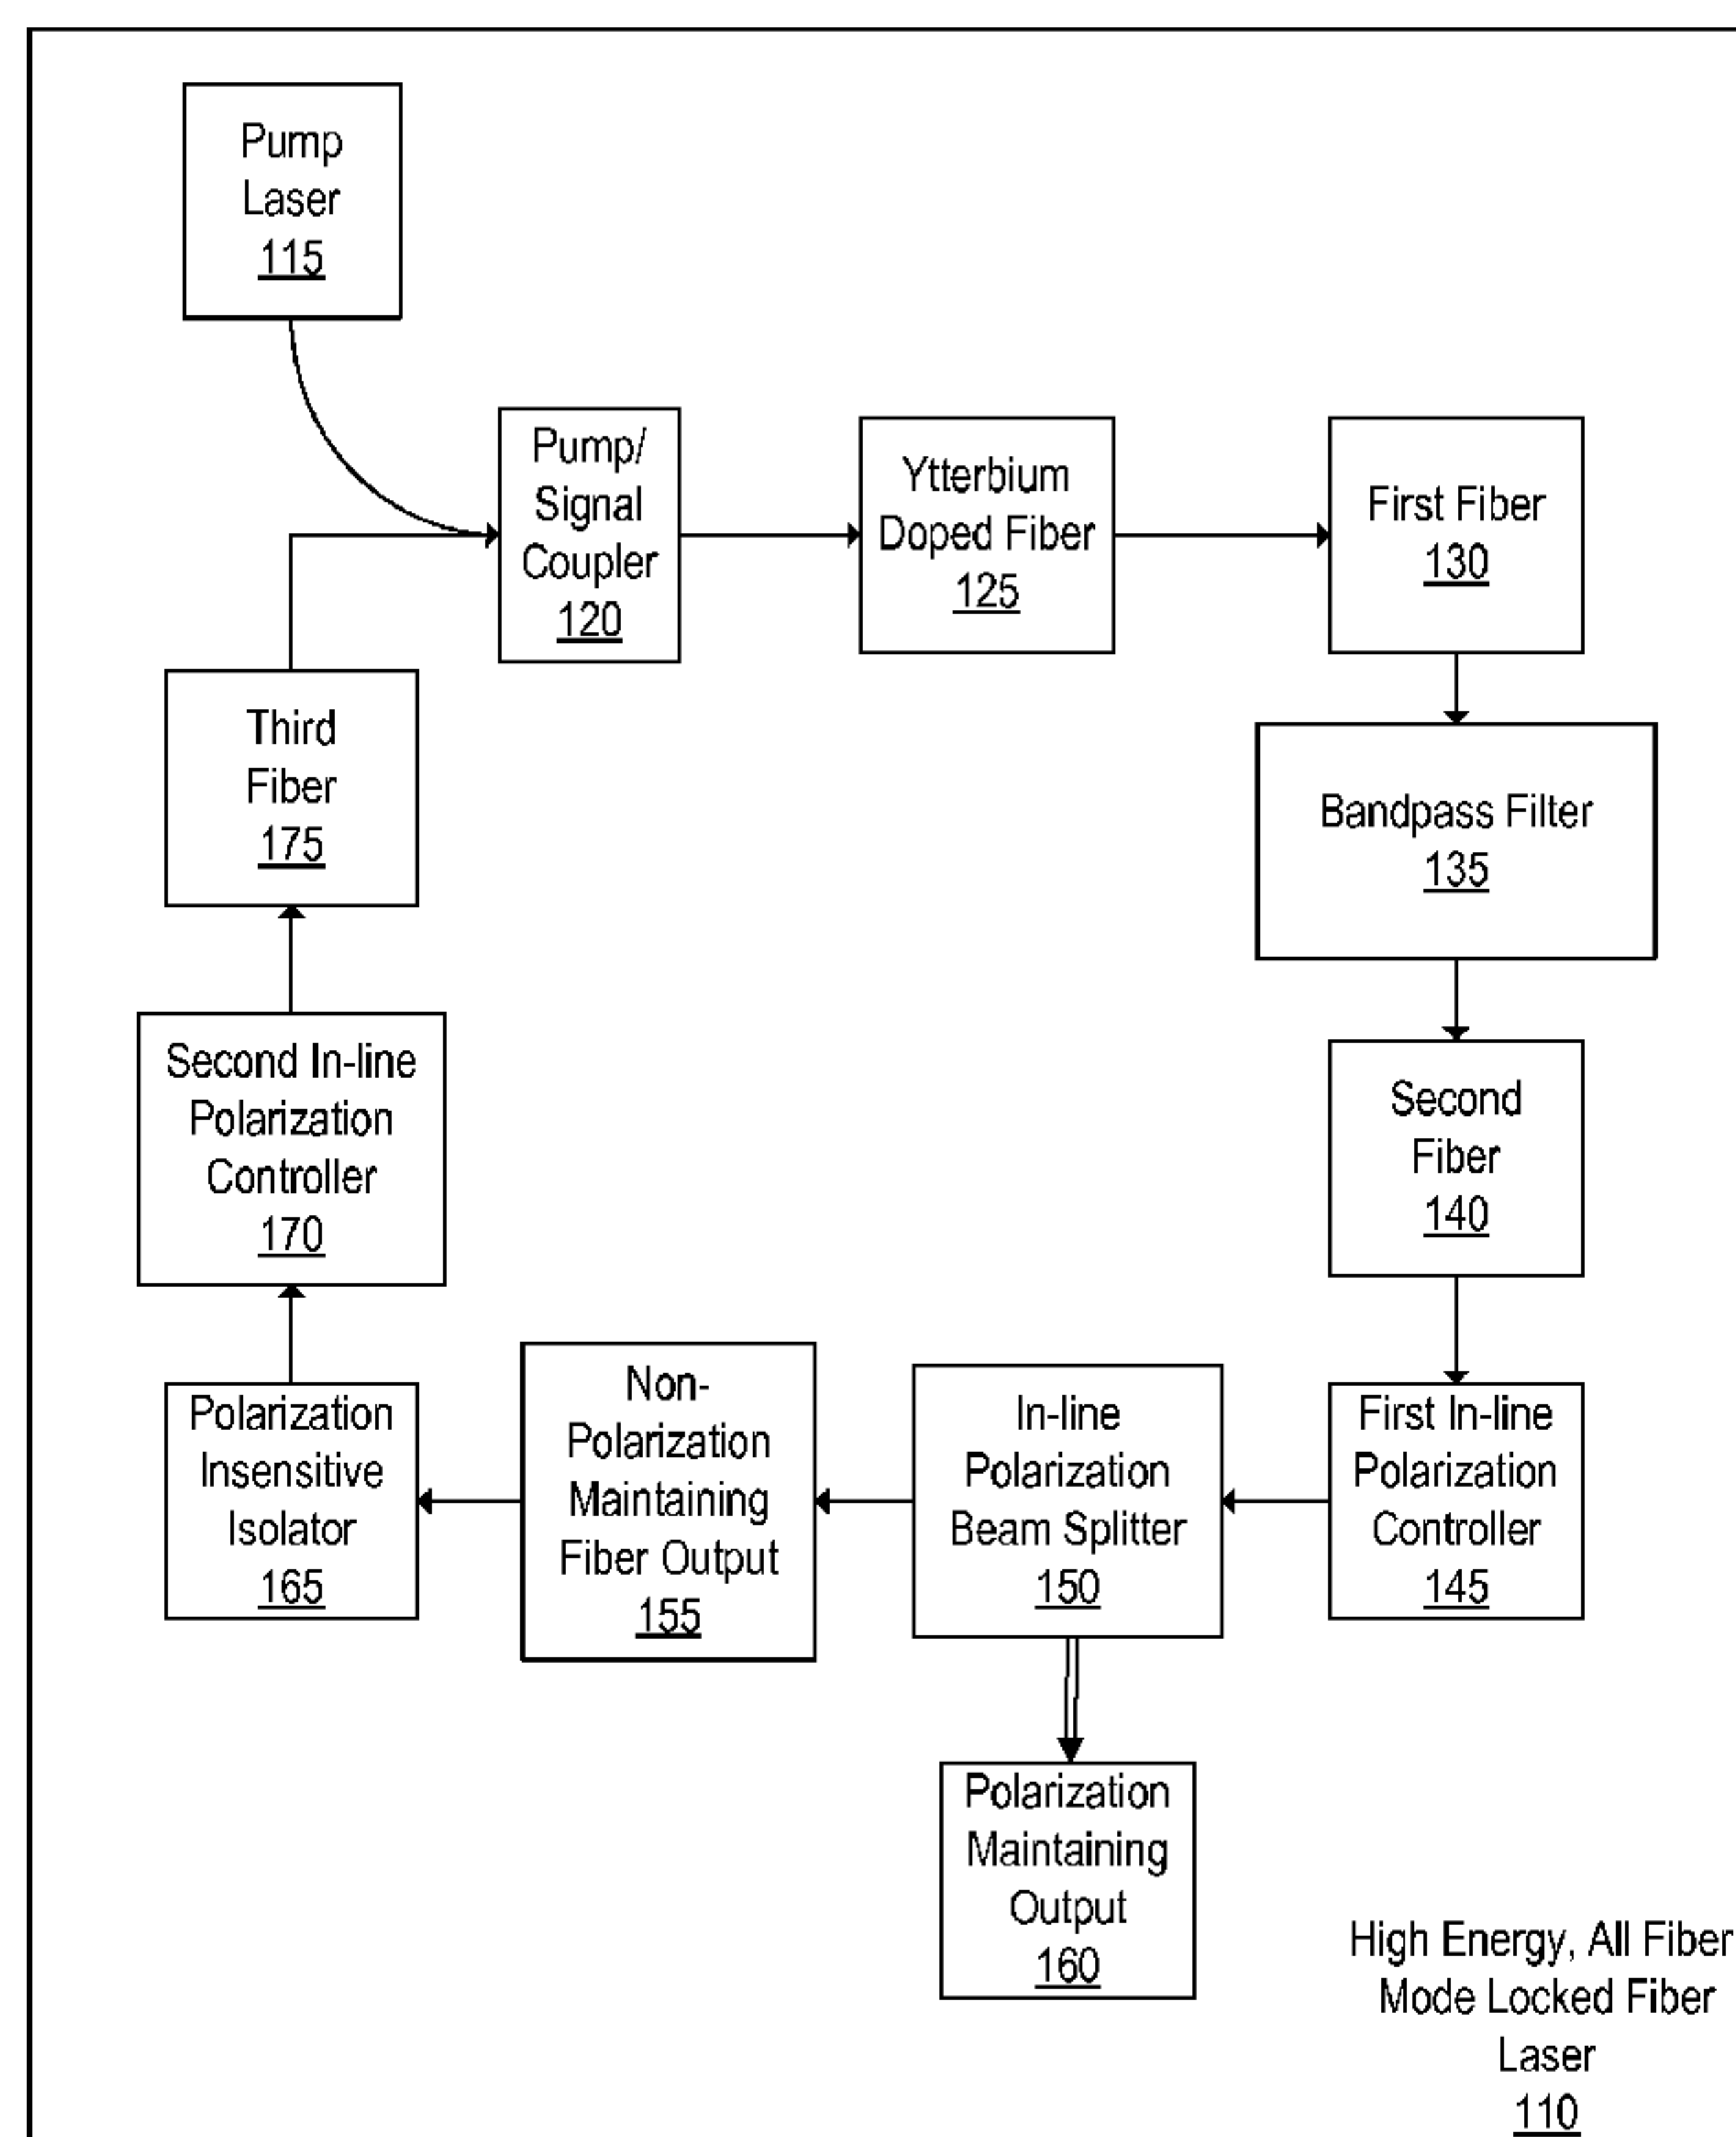 Pump
Laser
115
Pump/
Signal
Coupler
120
Ytterbium
Doped Fiber
125
First Fiber
130
Third
Fiber
175
Bandpass Filter
135
Second In-line
Polarization
Controller
170
Second
Fiber
140
Polarization
Insensitive
Isolator
165
Non-
Polarization
Maintaining
Fiber Output
155
In-line
Polarization
Beam Splitter
150
First In-line
Polarization
Controller
145
Polarization
Maintaining
Output
160
High Energy, All Fiber
Mode Locked Fiber
Laser
110